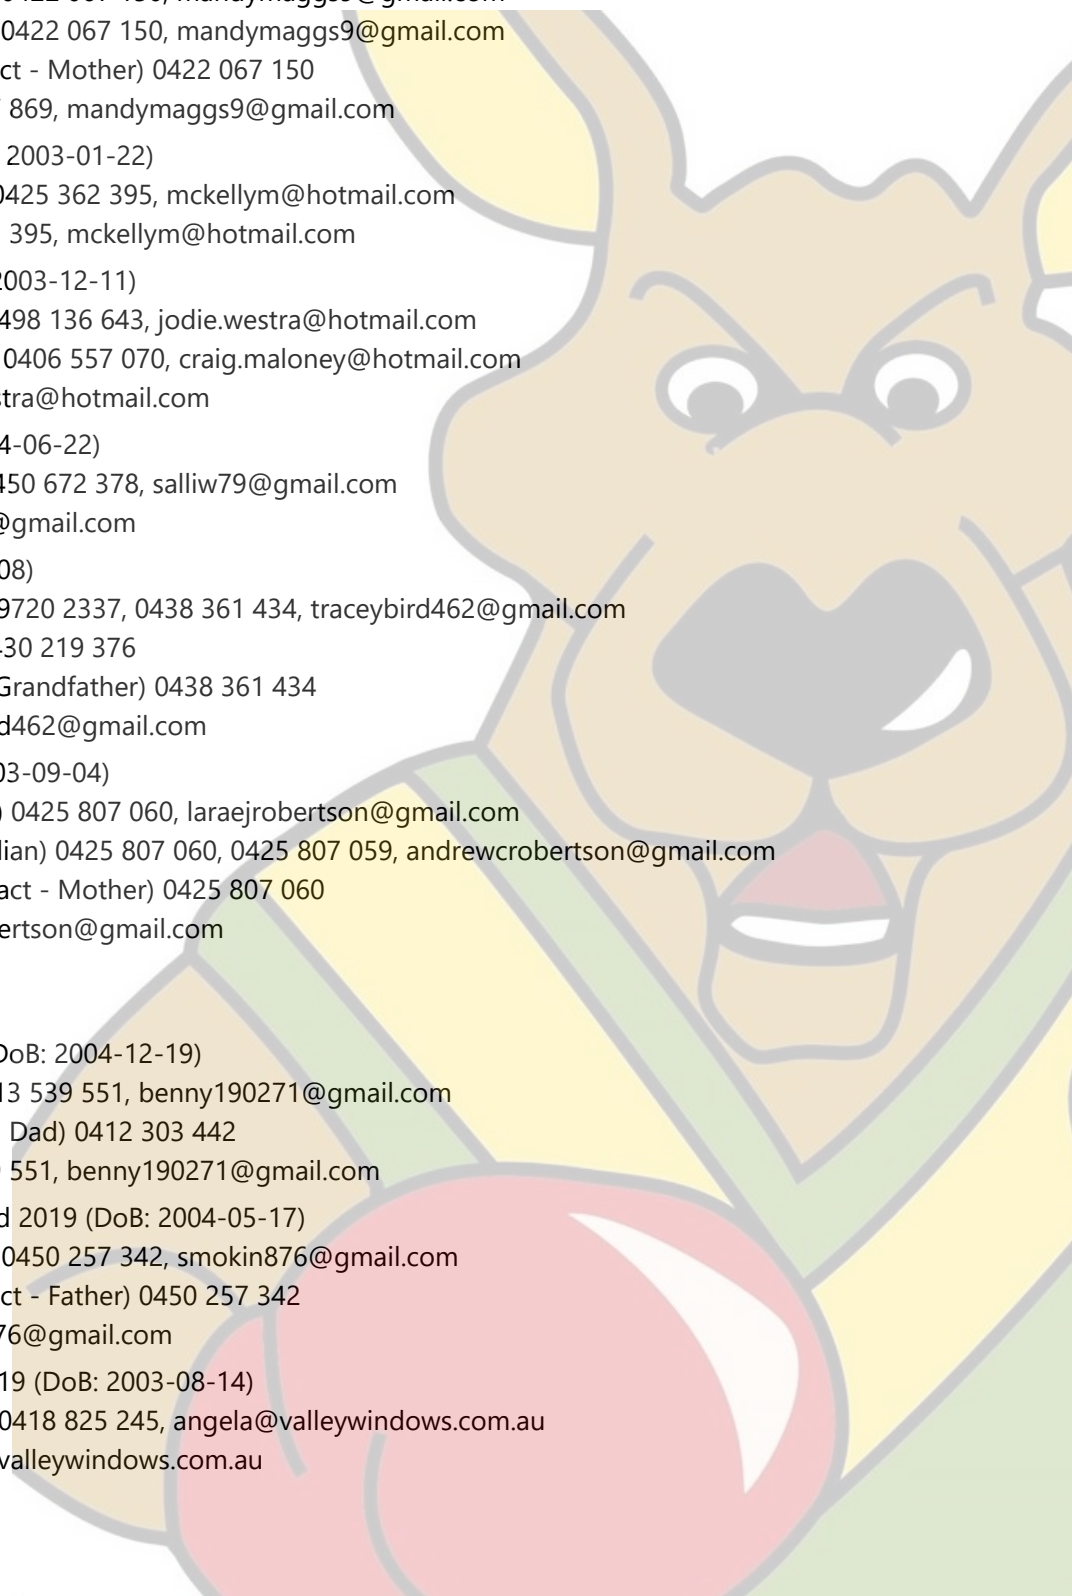 0422 067 150, mandymaggs9@gmail.com
0422 067 150, mandymaggs9@gmail.com
ct - Mother) 0422 067 150
869, mandymaggs9@gmail.com
2003-01-22)
0425 362 395, mckellym@hotmail.com
395, mckellym@hotmail.com
2003-12-11)
498 136 643, jodie.westra@hotmail.com
0406 557 070, craig.maloney@hotmail.com
stra@hotmail.com
4-06-22)
450 672 378, salliw79@gmail.com
@gmail.com
08)
9720 2337, 0438 361 434, traceybird462@gmail.com
430 219 376
Grandfather) 0438 361 434
d462@gmail.com
03-09-04)
) 0425 807 060, laraejrobertson@gmail.com
dian) 0425 807 060, 0425 807 059, andrewcrobertson@gmail.com
act - Mother) 0425 807 060
ertson@gmail.com
DoB: 2004-12-19)
13 539 551, benny190271@gmail.com
Dad) 0412 303 442
551, benny190271@gmail.com
d 2019 (DoB: 2004-05-17)
0450 257 342, smokin876@gmail.com
ct - Father) 0450 257 342
76@gmail.com
19 (DoB: 2003-08-14)
0418 825 245, angela@valleywindows.com.au
valleywindows.com.au